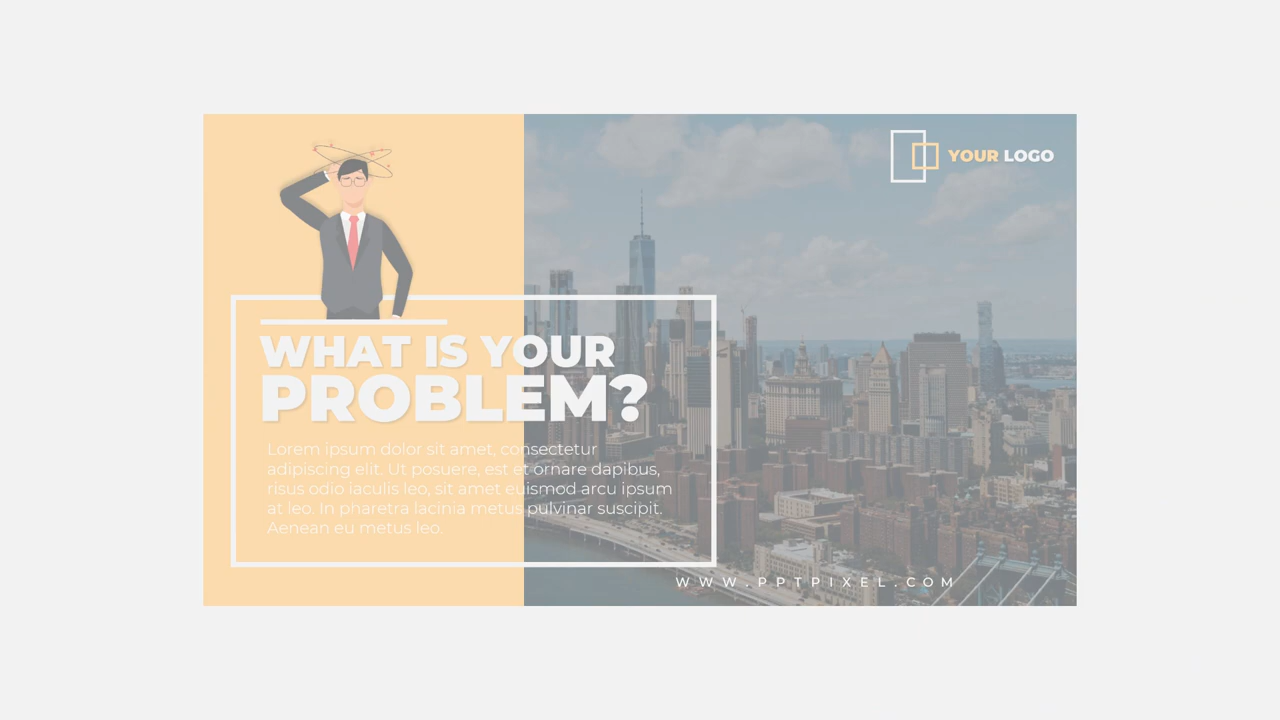 YOUR LOGO
WHAT IS YOUR
PROBLEM?
Lorem ipsum dolor sit amet, consectetur
adipiscing elit. Ut posuere, est et ornare dapibus,
risus odio iaculis leo, sit amet euismod arcu ipsum
at leo. In pharetra lacinia metus pulvinar suscipit.
Aenean eu metus leo.
WWW.PPTPIXEL.COM